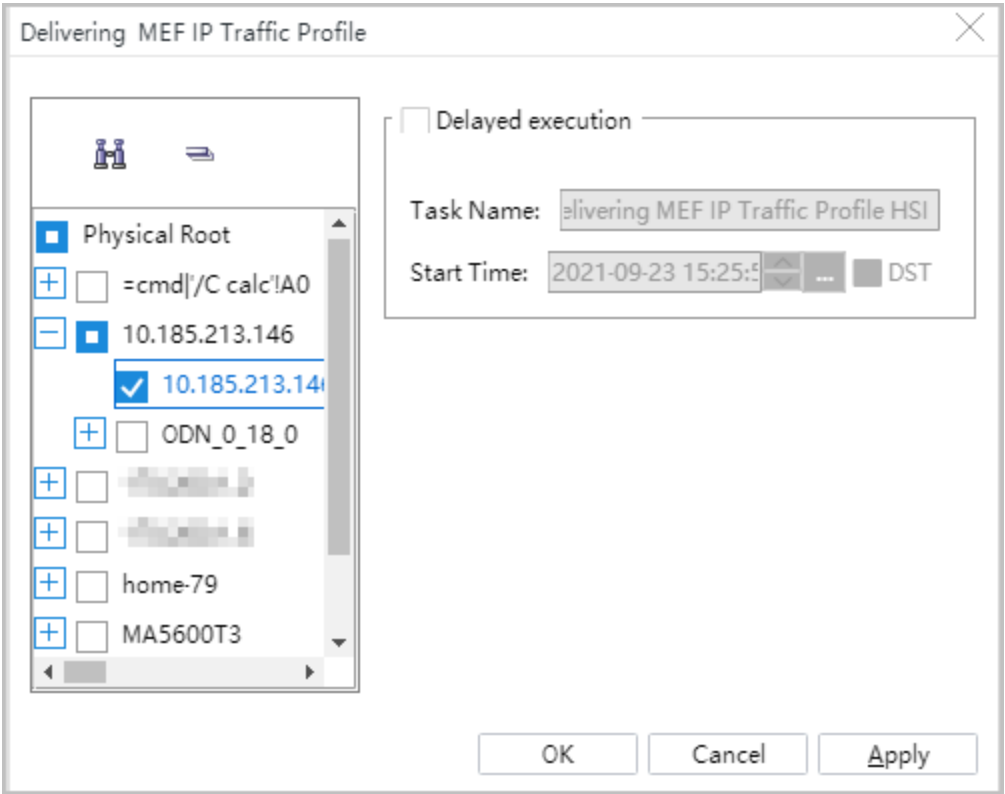 Delivering MEF IP Traffic Profile
Physical Root
=cmd|'/C calc'!A0
10.185.213.146
10.185.213.146
ODN_0_18_0
home-79
MA5600T3
Delayed execution
Task Name: elivering MEF IP Traffic Profile HSI
Start Time: 2021-09-23 15:25:5 ... DST
OK Cancel Apply